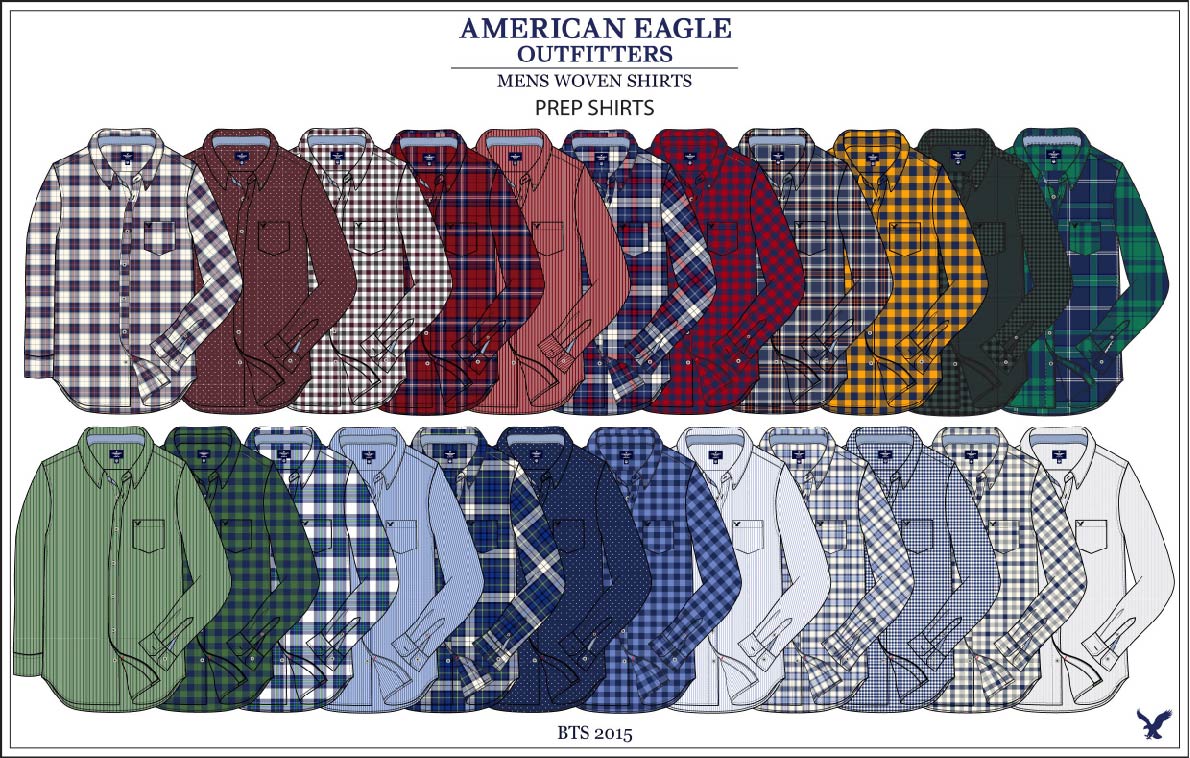 AMERICAN EAGLE
OUTFITTERS
MENS WOVEN SHIRTS
PREP SHIRTS
BTS 2015